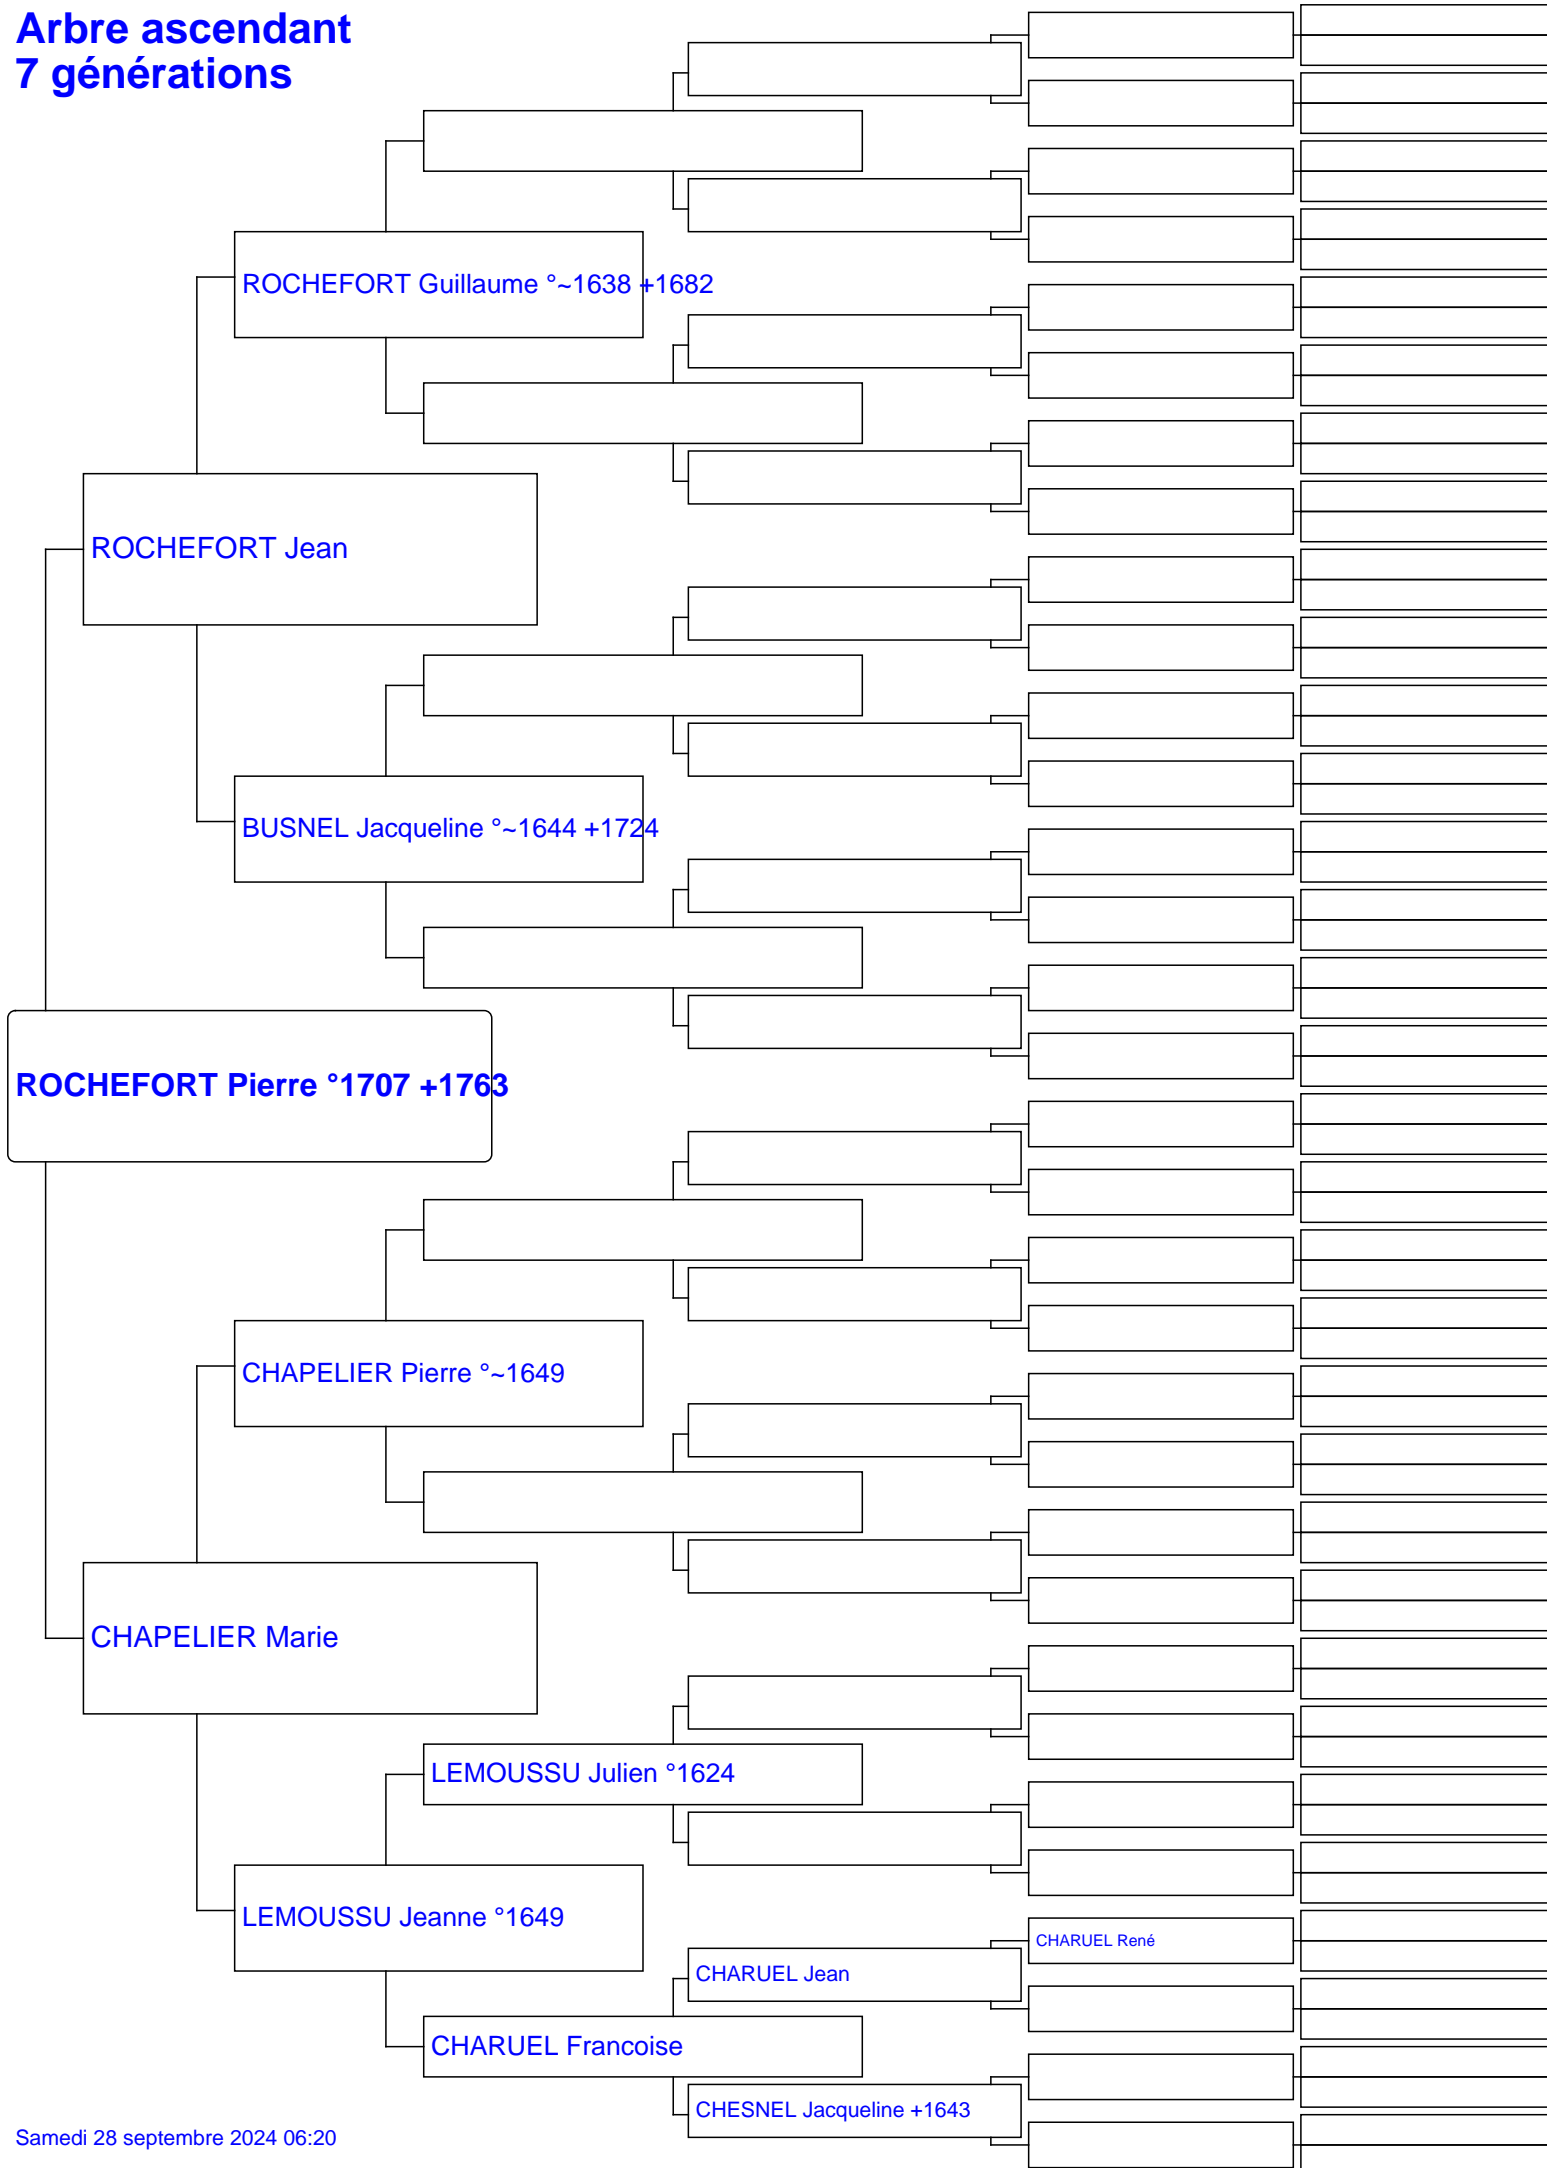 Arbre ascendant
7 générations
ROCHEFORT Guillaume °~1638 +1682
ROCHEFORT Jean
BUSNEL Jacqueline °~1644 +1724
ROCHEFORT Pierre °1707 +1763
CHAPELIER Pierre °~1649
CHAPELIER Marie
LEMOUSSU Julien °1624
LEMOUSSU Jeanne °1649
CHARUEL René
CHARUEL Jean
CHARUEL Francoise
CHESNEL Jacqueline +1643
Samedi 28 septembre 2024 06:20